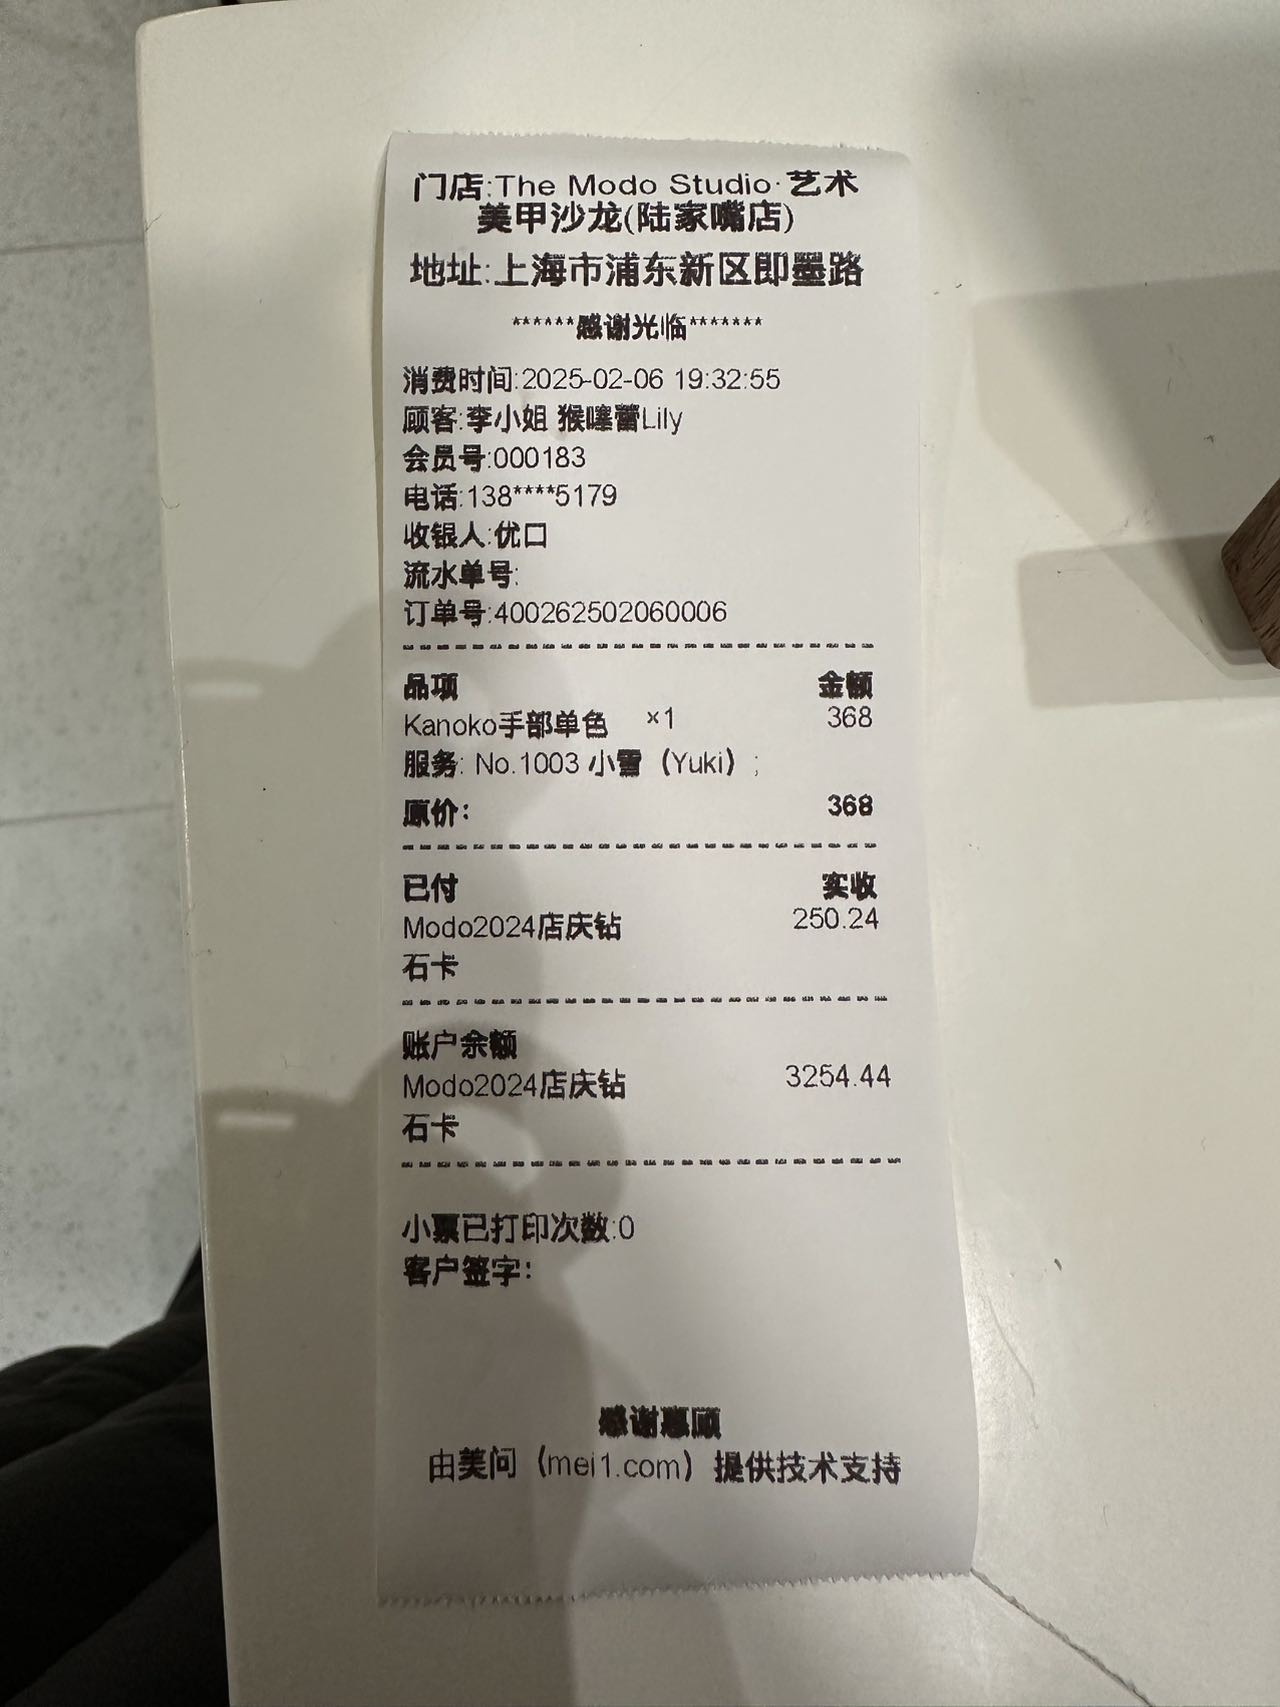 门店:The Modo Studio·艺术
美甲沙龙(陆家嘴店)
地址:上海市浦东新区即墨路
******感谢光临*******
消费时间:2025-02-06 19:32:55
顾客:李小姐 猴噻蕾Lily
会员号:000183
电话:138****5179
收银人:优口
流水单号:
订单号:400262502060006
品项 金额
Kanoko手部单色 ×1 368
服务: No.1003 小雪（Yuki）;
原价: 368
已付 实收
Modo2024店庆钻 250.24
石卡
账户余额
Modo2024店庆钻 3254.44
石卡
小票已打印次数:0
客户签字:
感谢惠顾
由美问（mei1.com）提供技术支持